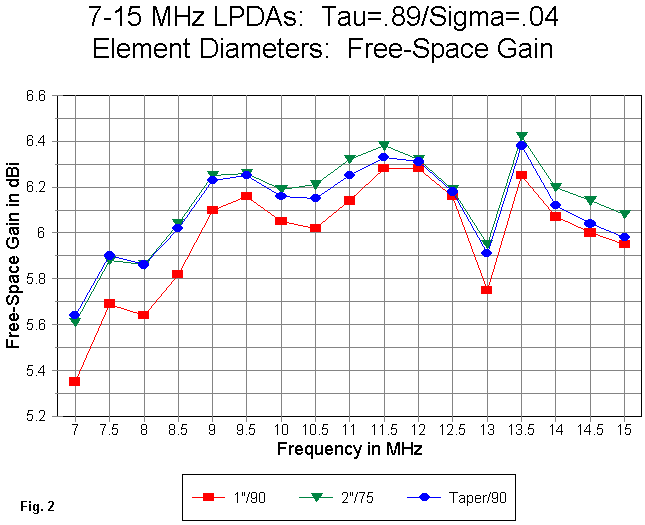 7-15 MHz LPDAs:  Tau=.89/Sigma=.04
Element Diameters:  Free-Space Gain
Free-Space Gain in dBi
6.6
6.4
6.2
6
5.8
5.6
5.4
5.2
7 7.5 8 8.5 9 9.5 10 10.5 11 11.5 12 12.5 13 13.5 14 14.5 15
Frequency in MHz
1"/90 2"/75 Taper/90
Fig. 2